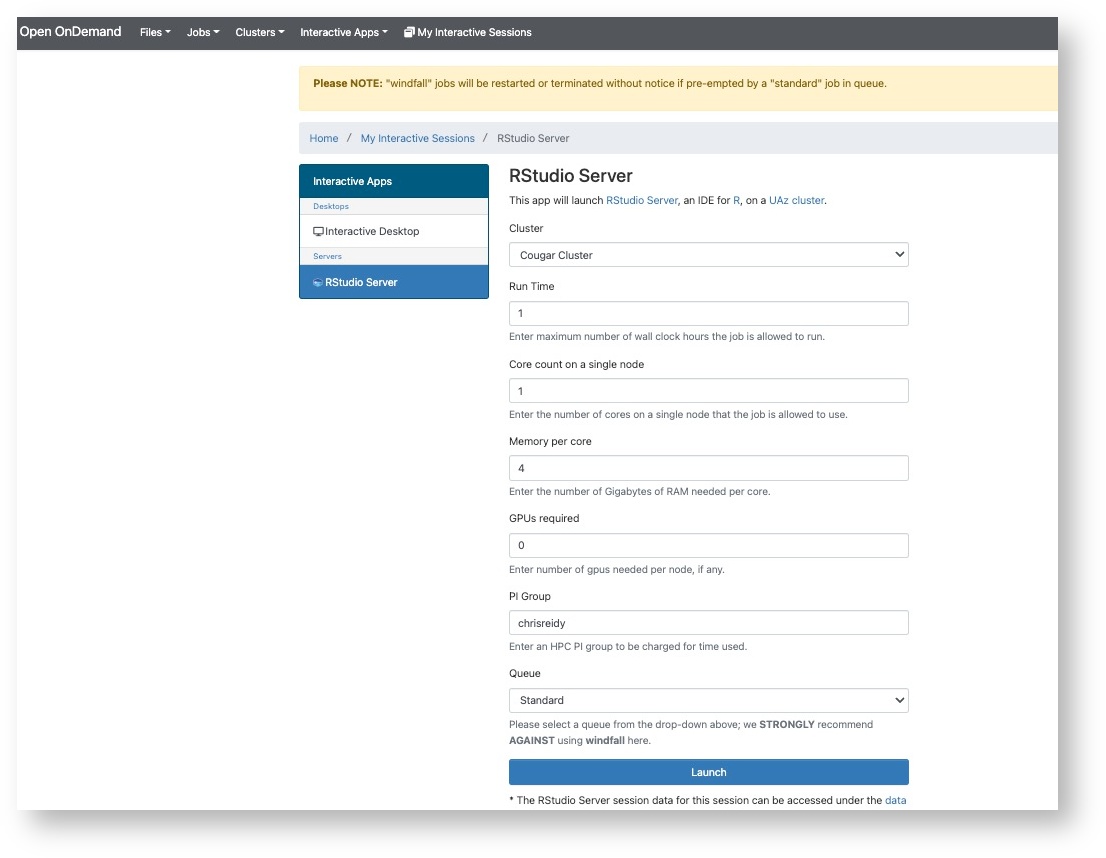 Open OnDemand Files Jobs Clusters Interactive Apps My Interactive Sessions
Please NOTE: "windfall" jobs will be restarted or terminated without notice if pre-empted by a "standard" job in queue.
Home / My Interactive Sessions / RStudio Server
Interactive Apps
Desktops
Interactive Desktop
Servers
RStudio Server
RStudio Server
This app will launch RStudio Server, an IDE for R, on a UAz cluster.
Cluster
Cougar Cluster
Run Time
1
Enter maximum number of wall clock hours the job is allowed to run.
Core count on a single node
1
Enter the number of cores on a single node that the job is allowed to use.
Memory per core
4
Enter the number of Gigabytes of RAM needed per core.
GPUs required
0
Enter number of gpus needed per node, if any.
PI Group
chrisreidy
Enter an HPC PI group to be charged for time used.
Queue
Standard
Please select a queue from the drop-down above; we STRONGLY recommend
AGAINST using windfall here.
Launch
* The RStudio Server session data for this session can be accessed under the data